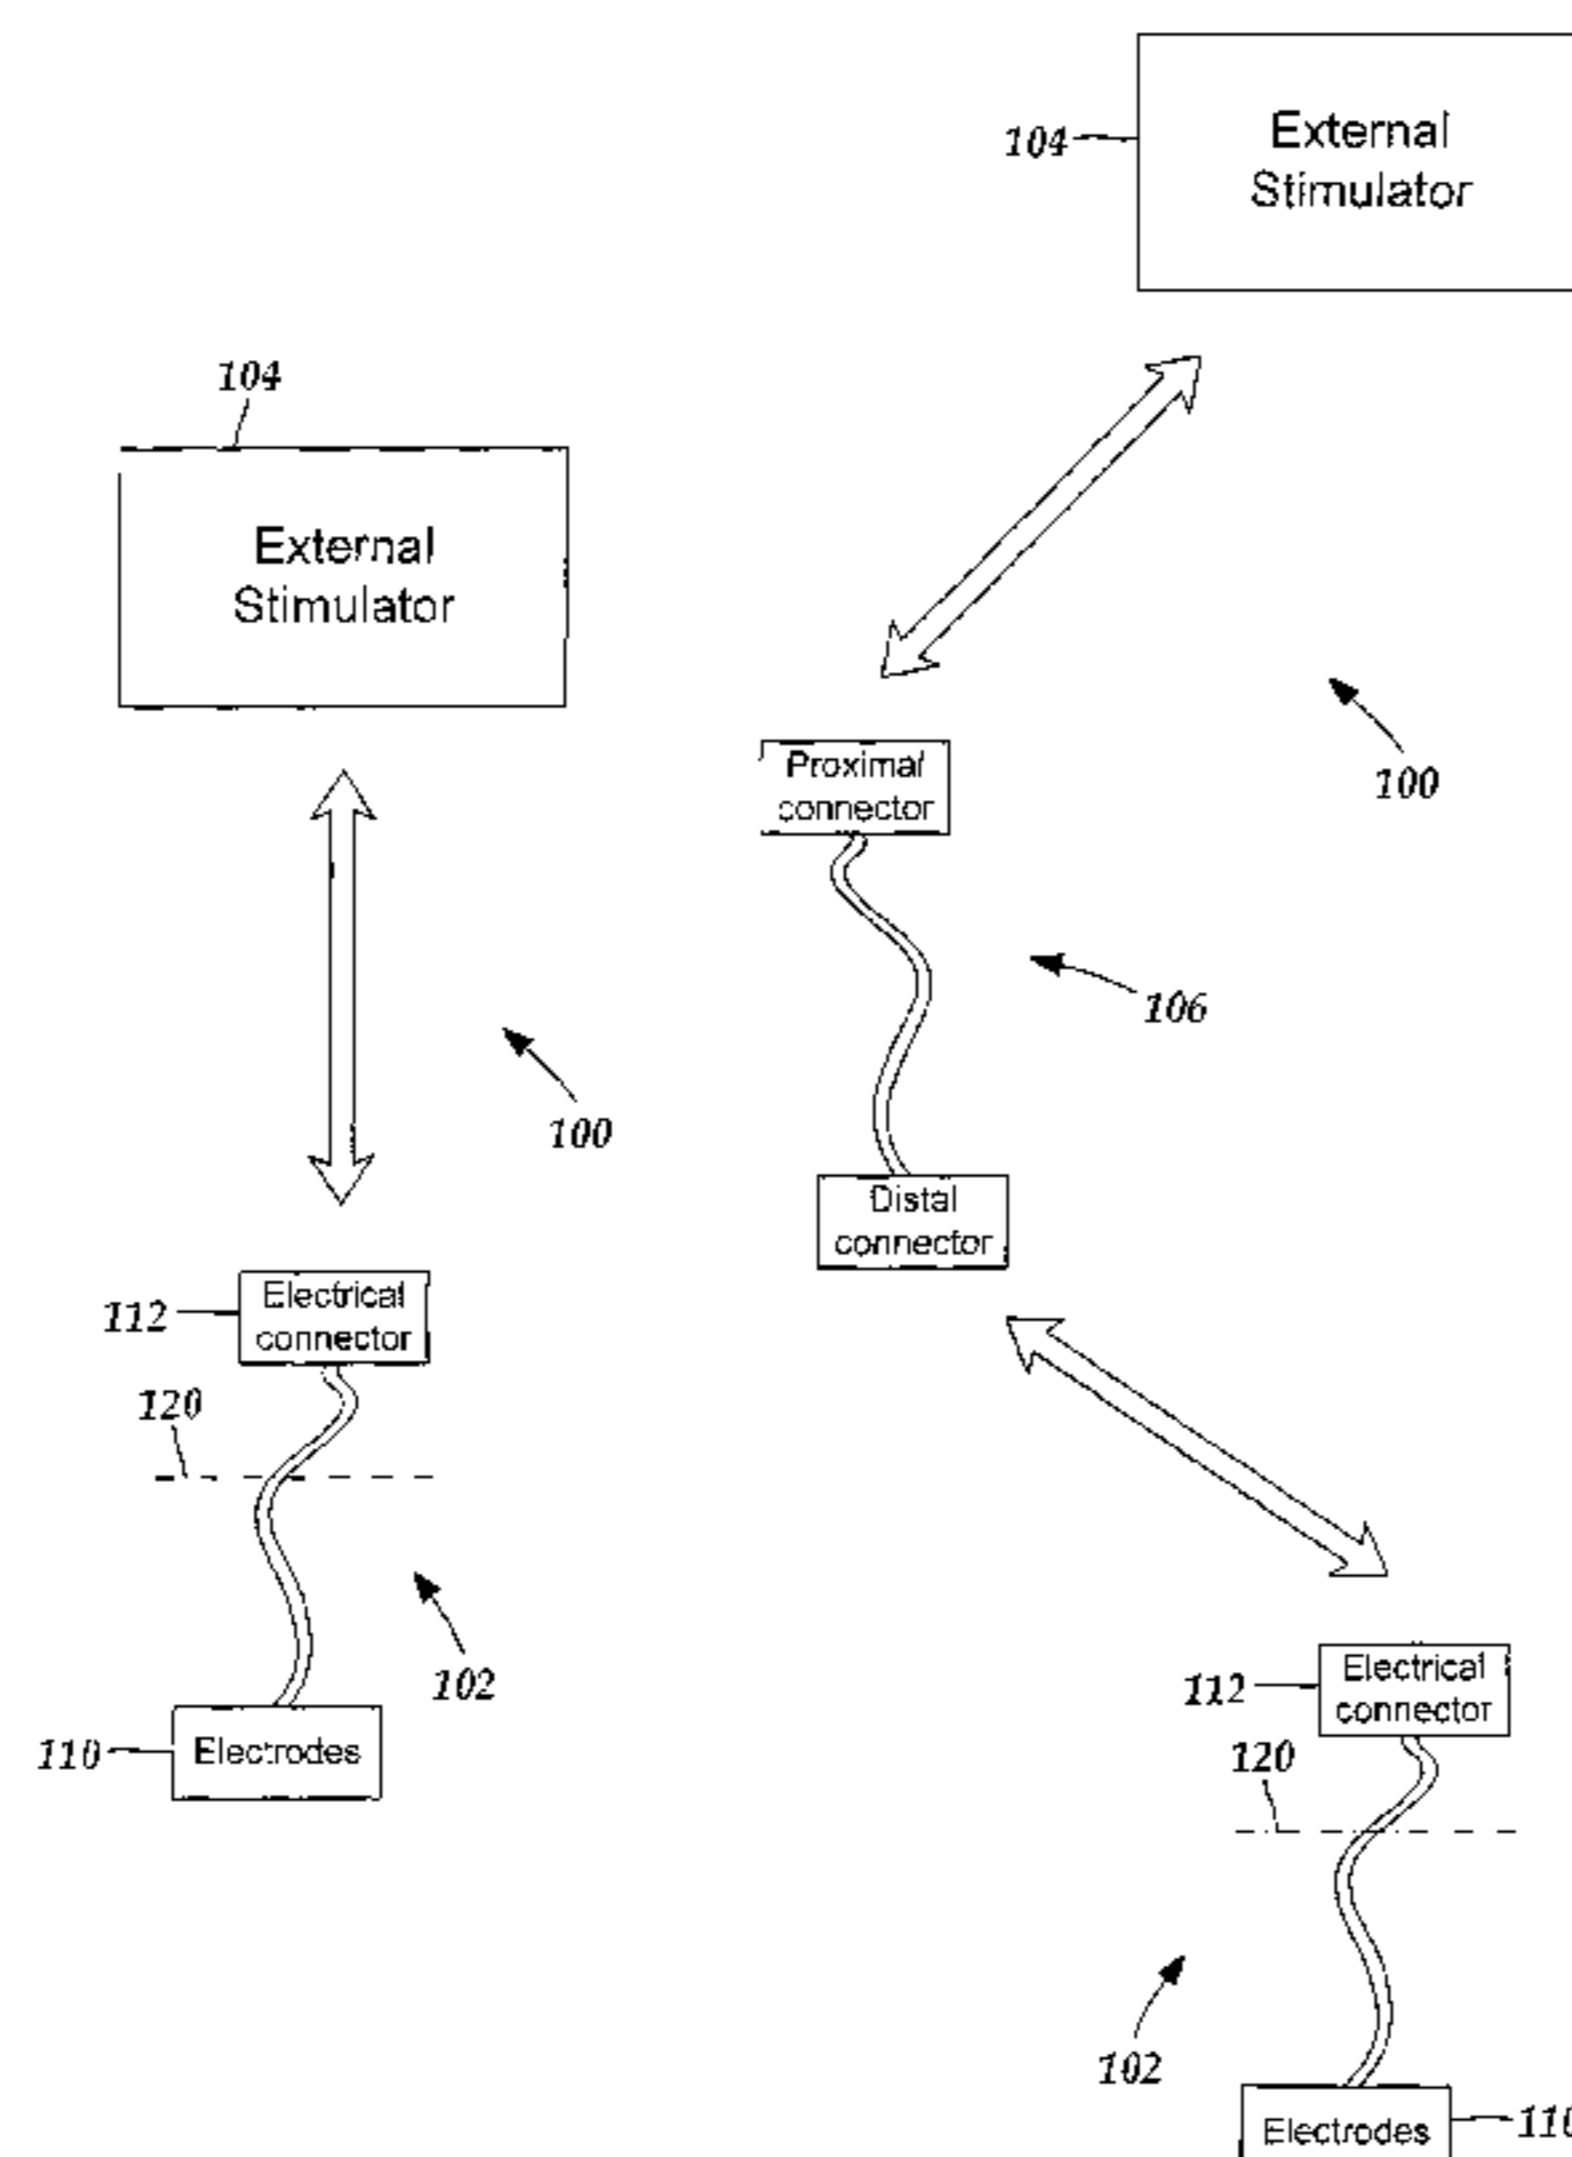 104
External
Stimulator
100
112
Electrical
connector
120
102
110
Electrodes
104
External
Stimulator
100
Proximal
connector
106
Distal
connector
112
Electrical
connector
120
102
Electrodes
110